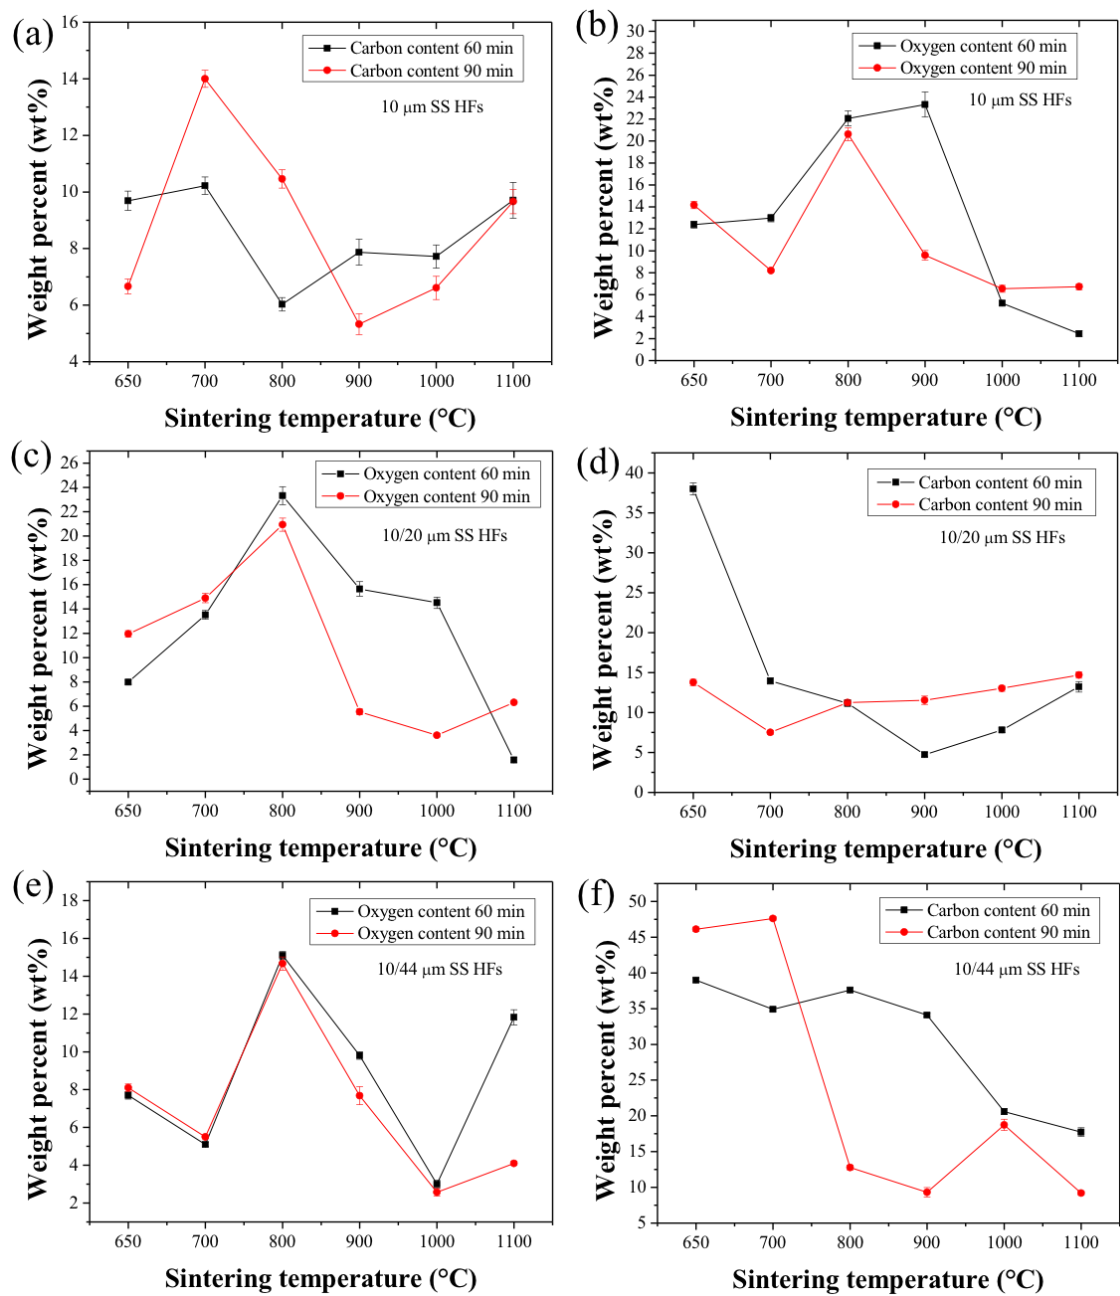 (a)
Weight percent (wt%)
16
14
12
10
8
6
4
Carbon content 60 min
Carbon content 90 min
10 μm SS HFs
650 700 800 900 1000 1100
Sintering temperature (°C)
(b)
Weight percent (wt%)
30
28
26
24
22
20
18
16
14
12
10
8
6
4
2
0
Oxygen content 60 min
Oxygen content 90 min
10 μm SS HFs
650 700 800 900 1000 1100
Sintering temperature (°C)
(c)
Weight percent (wt%)
26
24
22
20
18
16
14
12
10
8
6
4
2
0
Oxygen content 60 min
Oxygen content 90 min
10/20 μm SS HFs
650 700 800 900 1000 1100
Sintering temperature (°C)
(d)
Weight percent (wt%)
40
35
30
25
20
15
10
5
0
Carbon content 60 min
Carbon content 90 min
10/20 μm SS HFs
650 700 800 900 1000 1100
Sintering temperature (°C)
(e)
Weight percent (wt%)
18
16
14
12
10
8
6
4
2
Oxygen content 60 min
Oxygen content 90 min
10/44 μm SS HFs
650 700 800 900 1000 1100
Sintering temperature (°C)
(f)
Weight percent (wt%)
50
45
40
35
30
25
20
15
10
5
Carbon content 60 min
Carbon content 90 min
10/44 μm SS HFs
650 700 800 900 1000 1100
Sintering temperature (°C)